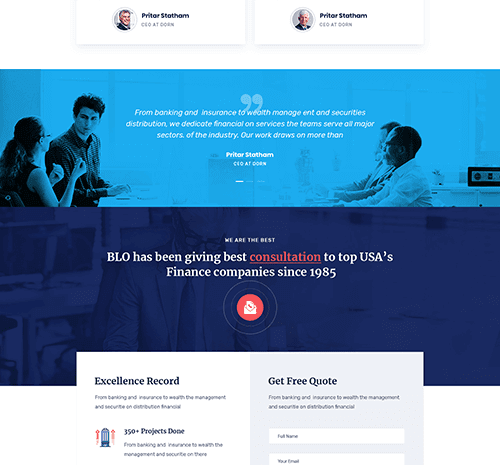 Pritar Statham
CEO AT DORN
Pritar Statham
CEO AT DORN
From banking and insurance to wealth manage ent and securities
distribution, we dedicate financial on services the teams serve all major
sectors. of the industry. Our work draws on more than
Pritar Statham
CEO AT DORN
WE ARE THE BEST
BLO has been giving best consultation to top USA's
Finance companies since 1985
Excellence Record
From banking and insurance to wealth the management
and securitie on distribution financial
350+ Projects Done
From banking and insurance to wealth the
management and securitie on there
Get Free Quote
From banking and insurance to wealth the management
and securitie on distribution financial
Full Name
Your Email